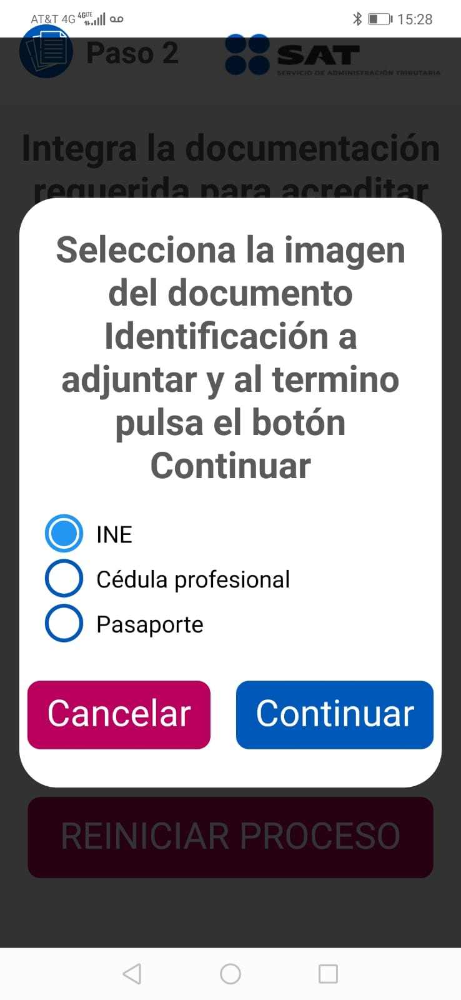 AT&T 4G 4GLTE 15:28
Paso 2
SAT
SERVICIO DE ADMINISTRACIÓN TRIBUTARIA
Integra la documentación
requerida para acreditar
Selecciona la imagen
del documento
Identificación a
adjuntar y al termino
pulsa el botón
Continuar
INE
Cédula profesional
Pasaporte
Cancelar Continuar
REINICIAR PROCESO